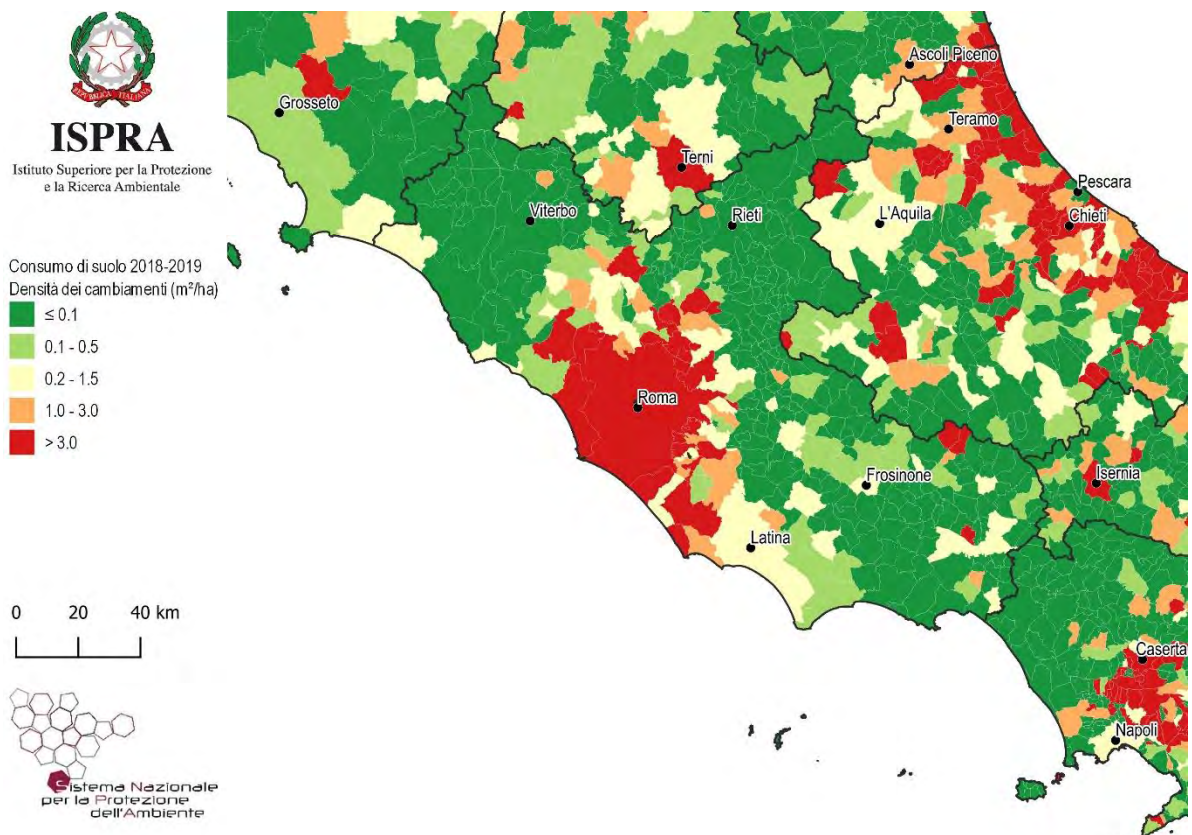 REPVBBLICA ITALIANA
ISPRA
Istituto Superiore per la Protezione
e la Ricerca Ambientale
Consumo di suolo 2018-2019
Densità dei cambiamenti (m²/ha)
≤ 0.1
0.1 - 0.5
0.2 - 1.5
1.0 - 3.0
> 3.0
0 20 40 km
Sistema Nazionale
per la Protezione
dell'Ambiente
Ascoli Piceno
Grosseto
Teramo
Terni
Pescara
Viterbo
Rieti
L'Aquila
Chieti
Roma
Frosinone
Isernia
Latina
Caserta
Napoli